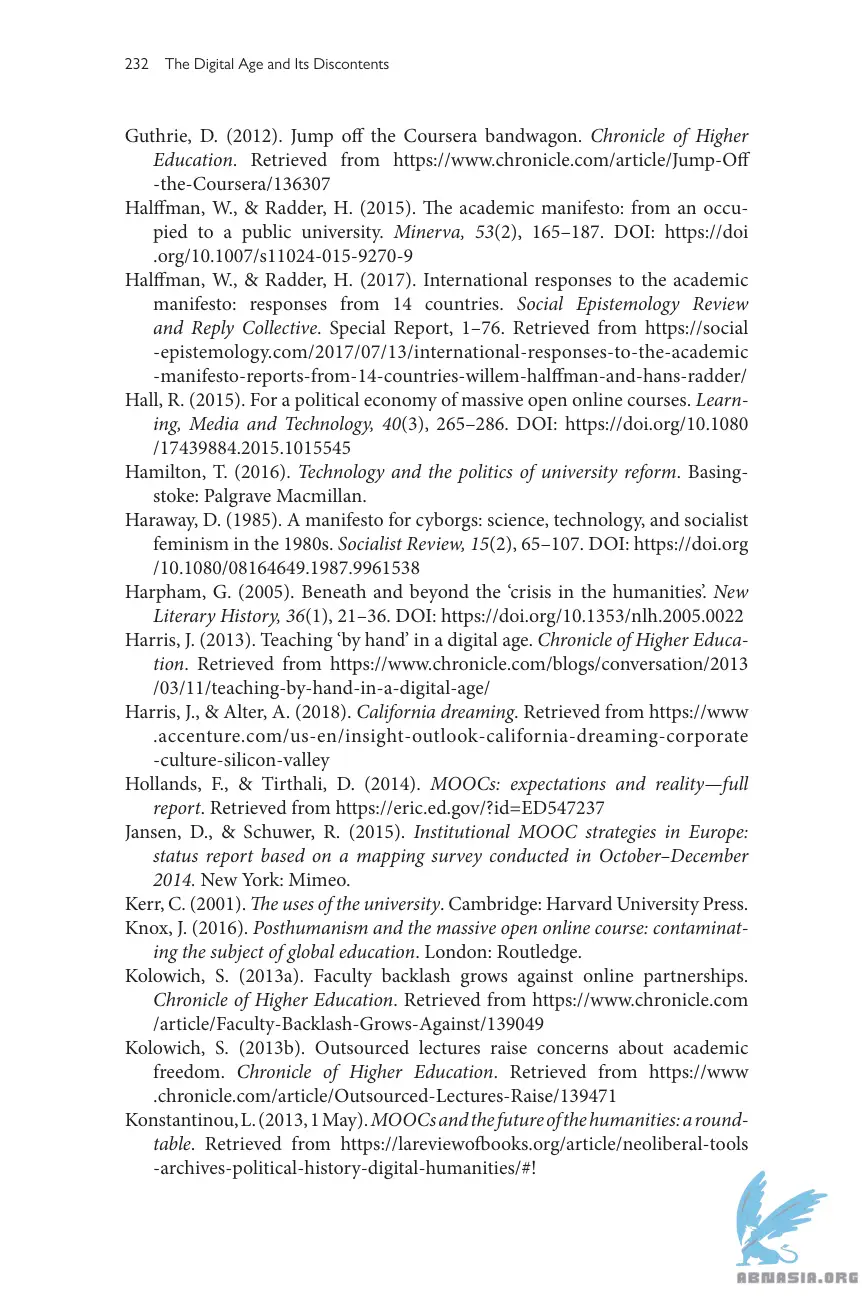 232 The Digital Age and Its Discontents
Guthrie, D. (2012). Jump off the Coursera bandwagon. Chronicle of Higher
Education. Retrieved from https://www.chronicle.com/article/Jump-Off
-the-Coursera/136307
Halffman, W., & Radder, H. (2015). The academic manifesto: from an occu-
pied to a public university. Minerva, 53(2), 165–187. DOI: https://doi
.org/10.1007/s11024-015-9270-9
Halffman, W., & Radder, H. (2017). International responses to the academic
manifesto: responses from 14 countries. Social Epistemology Review
and Reply Collective. Special Report, 1–76. Retrieved from https://social
-epistemology.com/2017/07/13/international-responses-to-the-academic
-manifesto-reports-from-14-countries-willem-halffman-and-hans-radder/
Hall, R. (2015). For a political economy of massive open online courses. Learn-
ing, Media and Technology, 40(3), 265–286. DOI: https://doi.org/10.1080
/17439884.2015.1015545
Hamilton, T. (2016). Technology and the politics of university reform. Basing-
stoke: Palgrave Macmillan.
Haraway, D. (1985). A manifesto for cyborgs: science, technology, and socialist
feminism in the 1980s. Socialist Review, 15(2), 65–107. DOI: https://doi.org
/10.1080/08164649.1987.9961538
Harpham, G. (2005). Beneath and beyond the ‘crisis in the humanities’. New
Literary History, 36(1), 21–36. DOI: https://doi.org/10.1353/nlh.2005.0022
Harris, J. (2013). Teaching ‘by hand’ in a digital age. Chronicle of Higher Educa-
tion. Retrieved from https://www.chronicle.com/blogs/conversation/2013
/03/11/teaching-by-hand-in-a-digital-age/
Harris, J., & Alter, A. (2018). California dreaming. Retrieved from https://www
.accenture.com/us-en/insight-outlook-california-dreaming-corporate
-culture-silicon-valley
Hollands, F., & Tirthali, D. (2014). MOOCs: expectations and reality—full
report. Retrieved from https://eric.ed.gov/?id=ED547237
Jansen, D., & Schuwer, R. (2015). Institutional MOOC strategies in Europe:
status report based on a mapping survey conducted in October–December
2014. New York: Mimeo.
Kerr, C. (2001). The uses of the university. Cambridge: Harvard University Press.
Knox, J. (2016). Posthumanism and the massive open online course: contaminat-
ing the subject of global education. London: Routledge.
Kolowich, S. (2013a). Faculty backlash grows against online partnerships.
Chronicle of Higher Education. Retrieved from https://www.chronicle.com
/article/Faculty-Backlash-Grows-Against/139049
Kolowich, S. (2013b). Outsourced lectures raise concerns about academic
freedom. Chronicle of Higher Education. Retrieved from https://www
.chronicle.com/article/Outsourced-Lectures-Raise/139471
Konstantinou, L. (2013, 1 May). MOOCs and the future of the humanities: a round-
table. Retrieved from https://lareviewofbooks.org/article/neoliberal-tools
-archives-political-history-digital-humanities/#!
ABNASIA.ORG